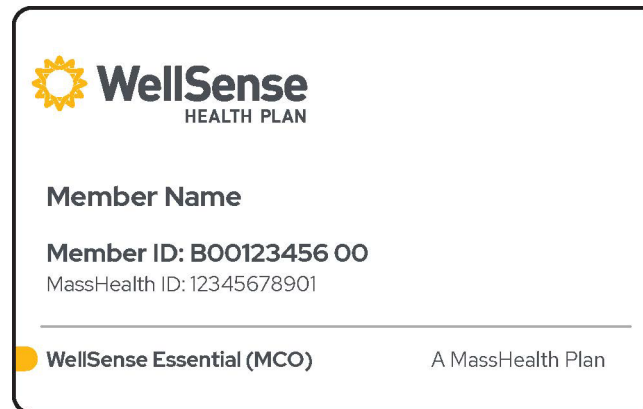 WellSense
HEALTH PLAN
Member Name
Member ID: B00123456 00
MassHealth ID: 12345678901
WellSense Essential (MCO) A MassHealth Plan